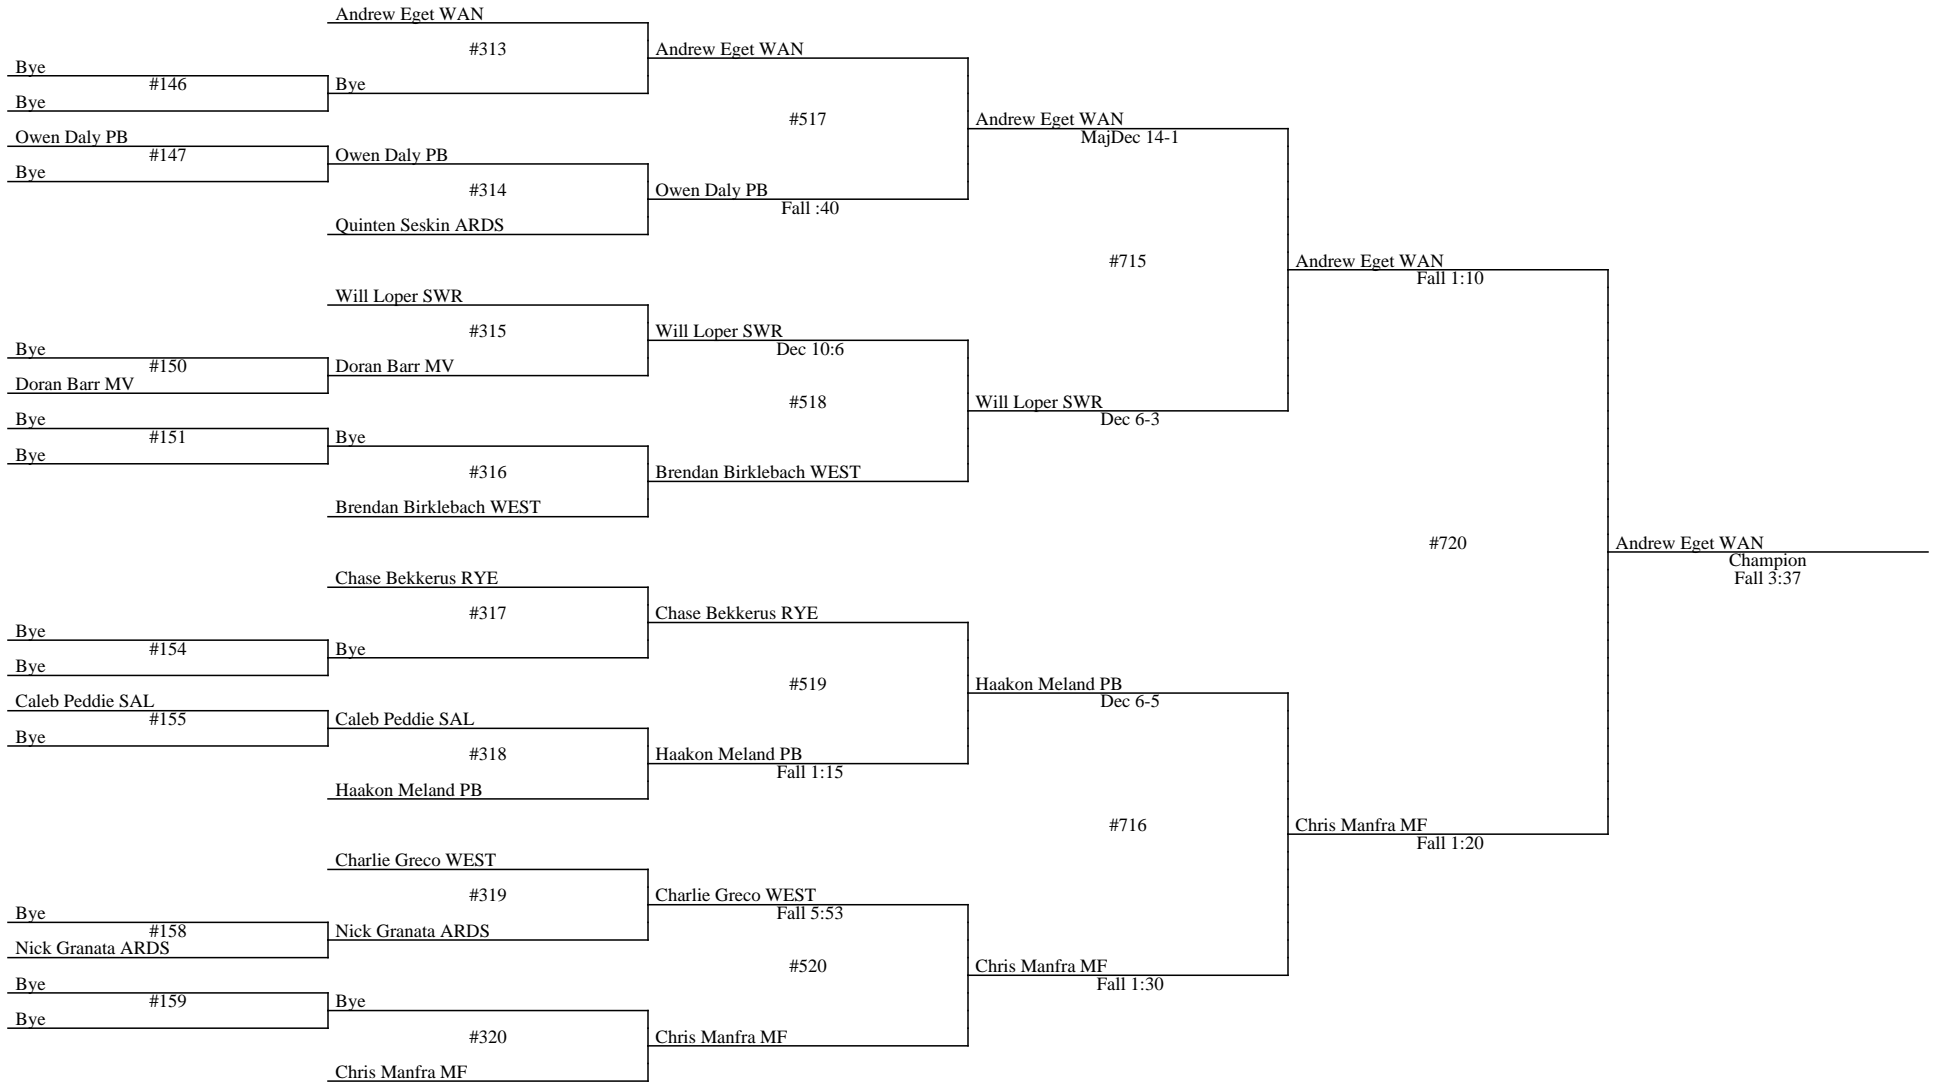 Andrew Eget WAN
#313
Andrew Eget WAN
Bye
#146
Bye
Bye
#517
Andrew Eget WAN
MajDec 14-1
Owen Daly PB
#147
Owen Daly PB
Bye
#314
Owen Daly PB
Fall :40
Quinten Seskin ARDS
#715
Andrew Eget WAN
Fall 1:10
Will Loper SWR
#315
Will Loper SWR
Dec 10:6
Bye
#150
Doran Barr MV
Doran Barr MV
#518
Will Loper SWR
Dec 6-3
Bye
#151
Bye
Bye
#316
Brendan Birklebach WEST
Brendan Birklebach WEST
#720
Andrew Eget WAN
Champion
Fall 3:37
Chase Bekkerus RYE
#317
Chase Bekkerus RYE
Bye
#154
Bye
Bye
#519
Haakon Meland PB
Dec 6-5
Caleb Peddie SAL
#155
Caleb Peddie SAL
Bye
#318
Haakon Meland PB
Fall 1:15
Haakon Meland PB
#716
Chris Manfra MF
Fall 1:20
Charlie Greco WEST
#319
Charlie Greco WEST
Fall 5:53
Bye
#158
Nick Granata ARDS
Nick Granata ARDS
#520
Chris Manfra MF
Fall 1:30
Bye
#159
Bye
Bye
#320
Chris Manfra MF
Chris Manfra MF